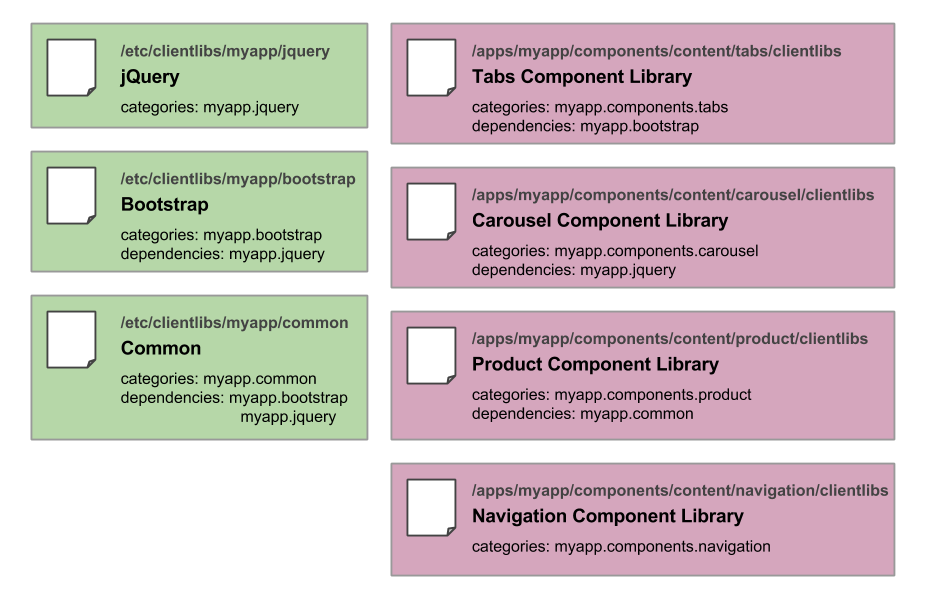 /etc/clientlibs/myapp/jquery
jQuery
categories: myapp.jquery
/etc/clientlibs/myapp/bootstrap
Bootstrap
categories: myapp.bootstrap
dependencies: myapp.jquery
/etc/clientlibs/myapp/common
Common
categories: myapp.common
dependencies: myapp.bootstrap
myapp.jquery
/apps/myapp/components/content/tabs/clientlibs
Tabs Component Library
categories: myapp.components.tabs
dependencies: myapp.bootstrap
/apps/myapp/components/content/carousel/clientlibs
Carousel Component Library
categories: myapp.components.carousel
dependencies: myapp.jquery
/apps/myapp/components/content/product/clientlibs
Product Component Library
categories: myapp.components.product
dependencies: myapp.common
/apps/myapp/components/content/navigation/clientlibs
Navigation Component Library
categories: myapp.components.navigation